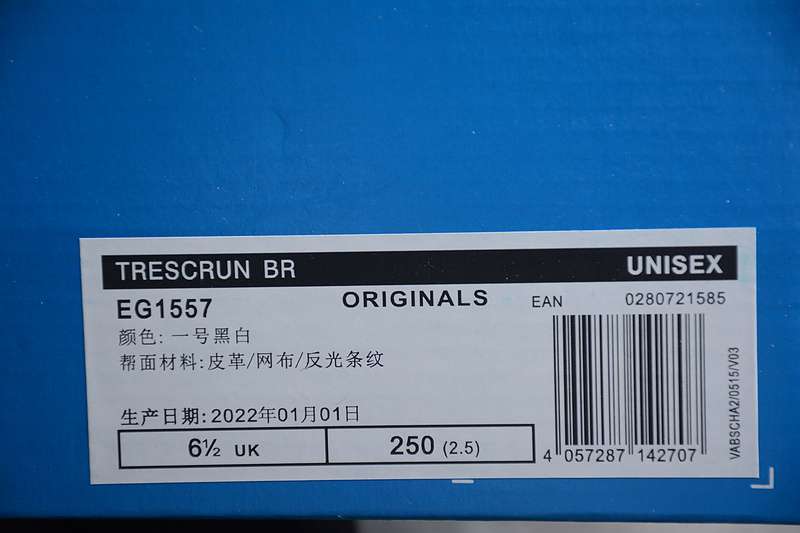 TRESCRUN BR UNISEX
EG1557 ORIGINALS EAN 0280721585
颜色: 一号黑白
帮面材料:皮革/网布/反光条纹
生产日期:2022年01月01日
6½ UK 250 (2.5)
4 057287 142707
VABSCHA2/0515/V03